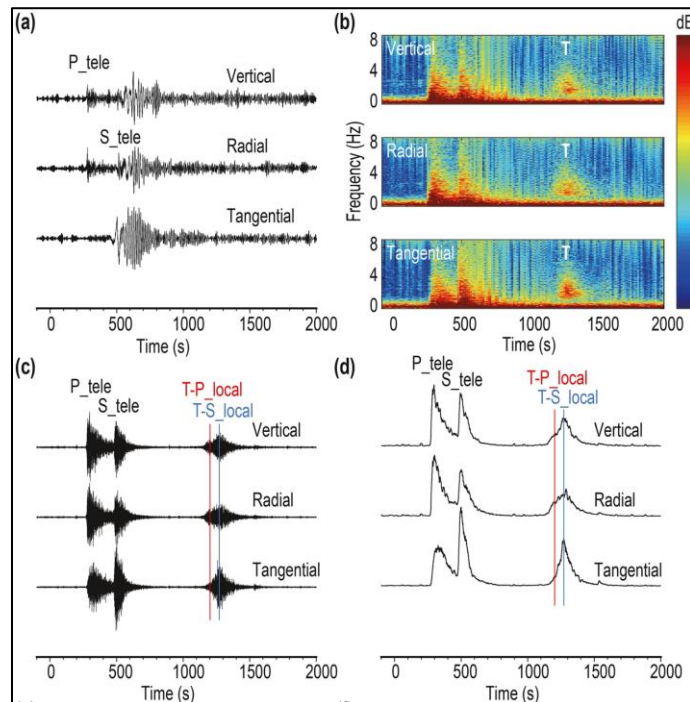 (a)
P_tele
Vertical
S_tele
Radial
Tangential
0 500 1000 1500 2000
Time (s)
(b)
dB
8
4
0
Vertical
T
8
4
0
Radial
T
8
4
0
Tangential
T
Frequency (Hz)
0 500 1000 1500 2000
Time (s)
(c)
P_tele
S_tele
T-P_local
T-S_local
Vertical
Radial
Tangential
0 500 1000 1500 2000
Time (s)
(d)
P_tele
S_tele
T-P_local
T-S_local
Vertical
Radial
Tangential
0 500 1000 1500 2000
Time (s)